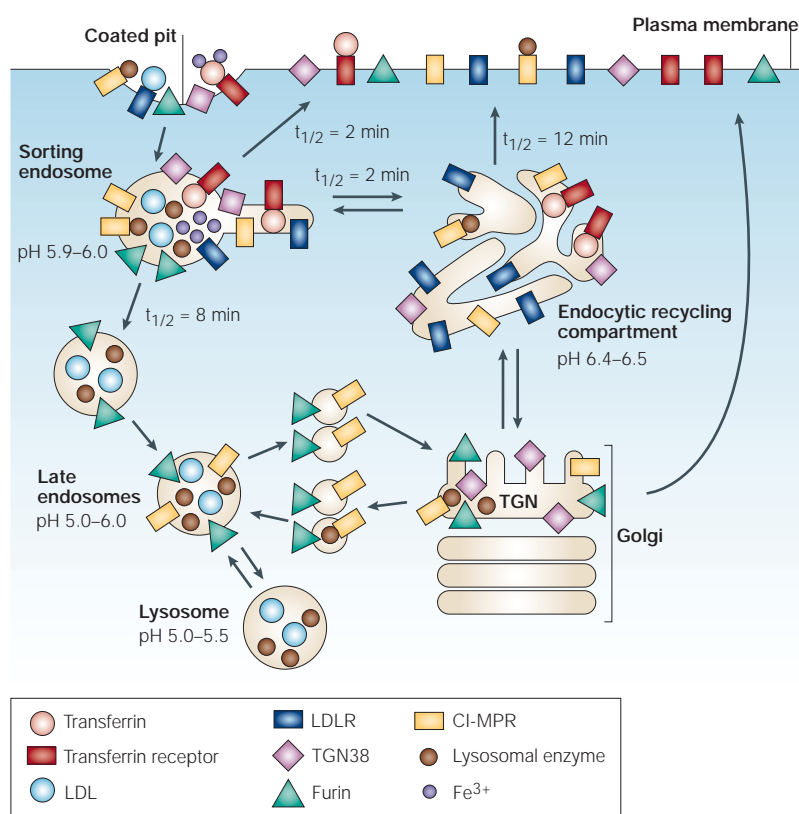 Plasma membrane
Coated pit
t1/2 = 2 min
t1/2 = 12 min
Sorting
endosome
t1/2 = 2 min
pH 5.9–6.0
Endocytic recycling
compartment
pH 6.4–6.5
t1/2 = 8 min
Late
endosomes
pH 5.0–6.0
TGN
Golgi
Lysosome
pH 5.0–5.5
Transferrin
LDLR
CI-MPR
Transferrin receptor
TGN38
Lysosomal enzyme
LDL
Furin
Fe3+